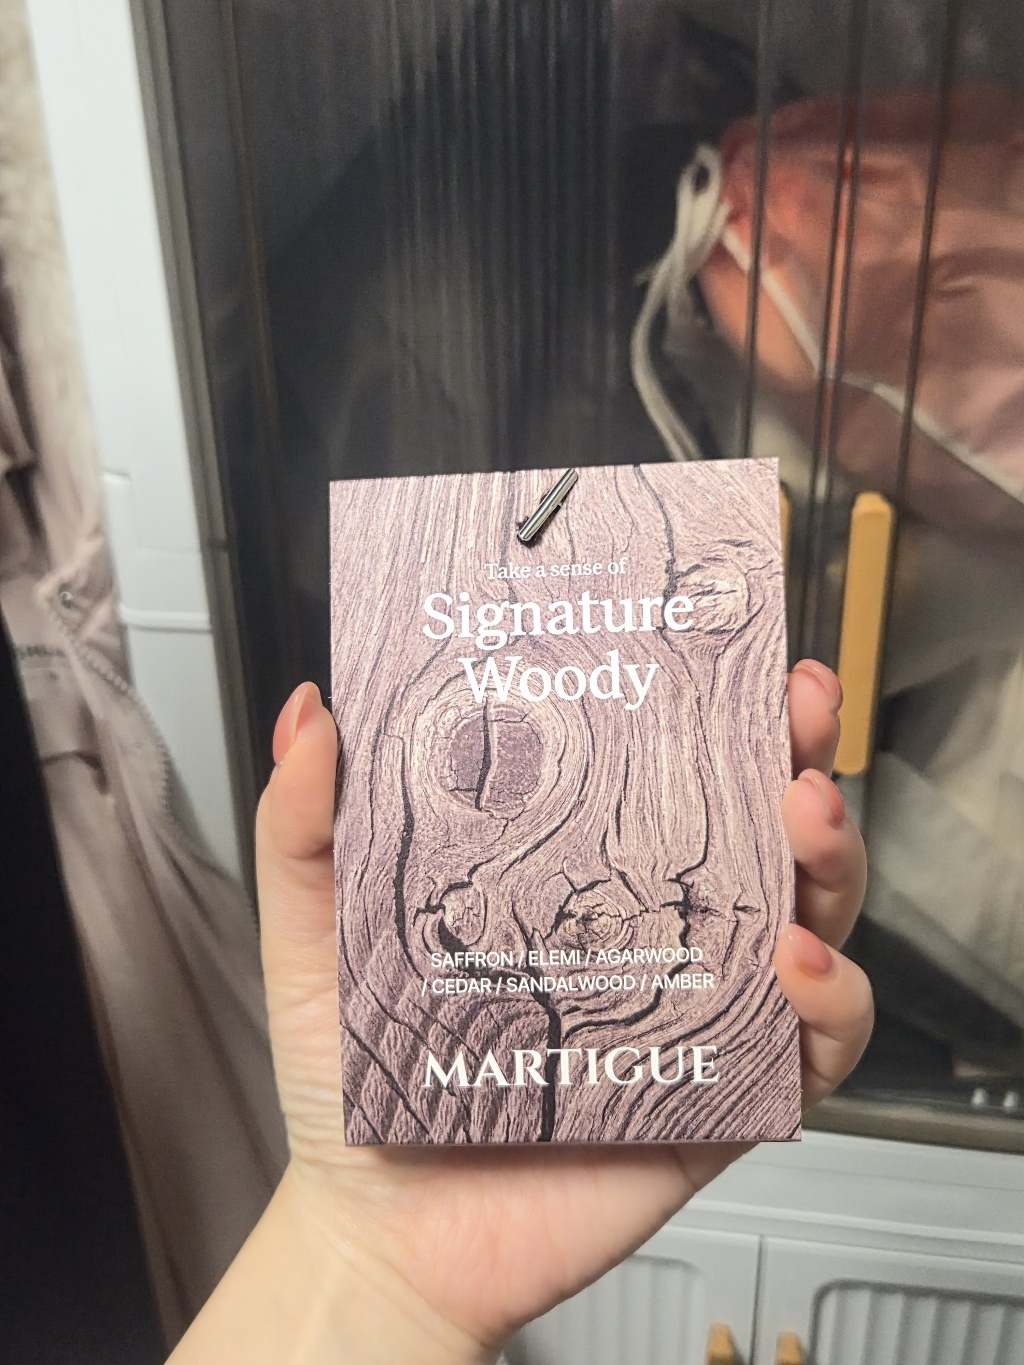 Take a sense of
Signature
Woody
SAFFRON / ELEMI / AGARWOOD
/ CEDAR / SANDALWOOD / AMBER
MARTIGUE